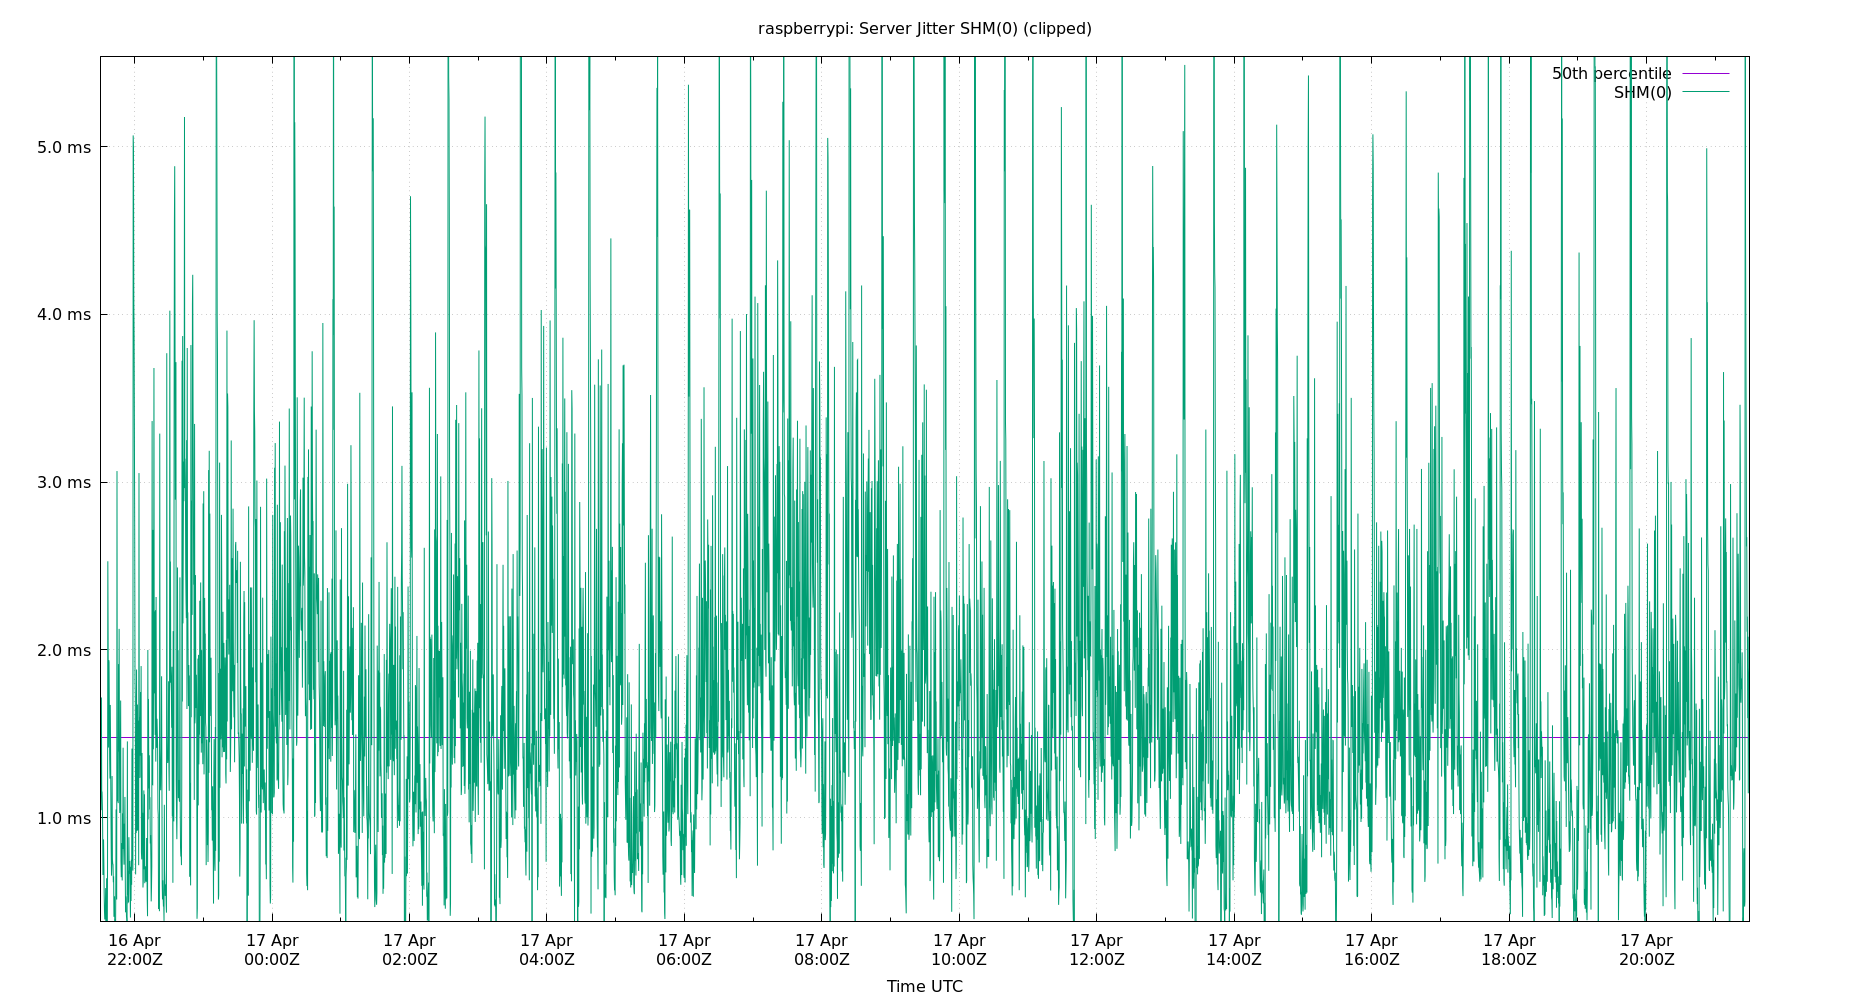 raspberrypi: Server Jitter SHM(0) (clipped)
50th percentile
SHM(0)
5.0 ms
4.0 ms
3.0 ms
2.0 ms
1.0 ms
16 Apr 17 Apr 17 Apr 17 Apr 17 Apr 17 Apr 17 Apr 17 Apr 17 Apr 17 Apr 17 Apr 17 Apr
22:00Z 00:00Z 02:00Z 04:00Z 06:00Z 08:00Z 10:00Z 12:00Z 14:00Z 16:00Z 18:00Z 20:00Z
Time UTC